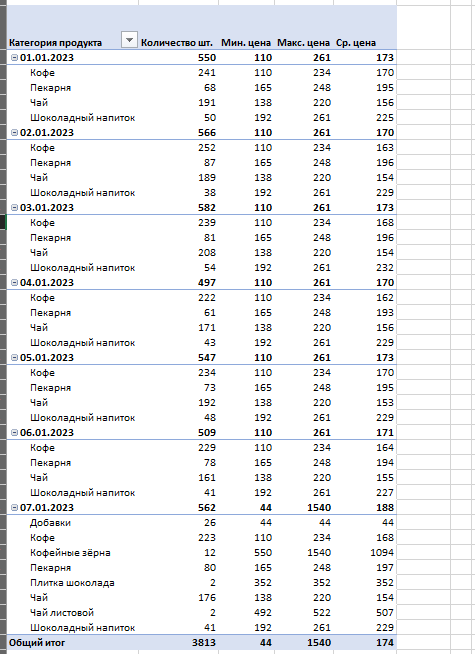 Категория продукта Количество шт. Мин. цена Макс. цена Ср. цена
01.01.2023 550 110 261 173
Кофе 241 110 234 170
Пекарня 68 165 248 195
Чай 191 138 220 156
Шоколадный напиток 50 192 261 225
02.01.2023 566 110 261 170
Кофе 252 110 234 163
Пекарня 87 165 248 196
Чай 189 138 220 154
Шоколадный напиток 38 192 261 229
03.01.2023 582 110 261 173
Кофе 239 110 234 168
Пекарня 81 165 248 196
Чай 208 138 220 154
Шоколадный напиток 54 192 261 232
04.01.2023 497 110 261 170
Кофе 222 110 234 162
Пекарня 61 165 248 193
Чай 171 138 220 156
Шоколадный напиток 43 192 261 229
05.01.2023 547 110 261 173
Кофе 234 110 234 170
Пекарня 73 165 248 195
Чай 192 138 220 153
Шоколадный напиток 48 192 261 229
06.01.2023 509 110 261 171
Кофе 229 110 234 164
Пекарня 78 165 248 194
Чай 161 138 220 155
Шоколадный напиток 41 192 261 227
07.01.2023 562 44 1540 188
Добавки 26 44 44 44
Кофе 223 110 234 168
Кофейные зёрна 12 550 1540 1094
Пекарня 80 165 248 197
Плитка шоколада 2 352 352 352
Чай 176 138 220 154
Чай листовой 2 492 522 507
Шоколадный напиток 41 192 261 229
Общий итог 3813 44 1540 174